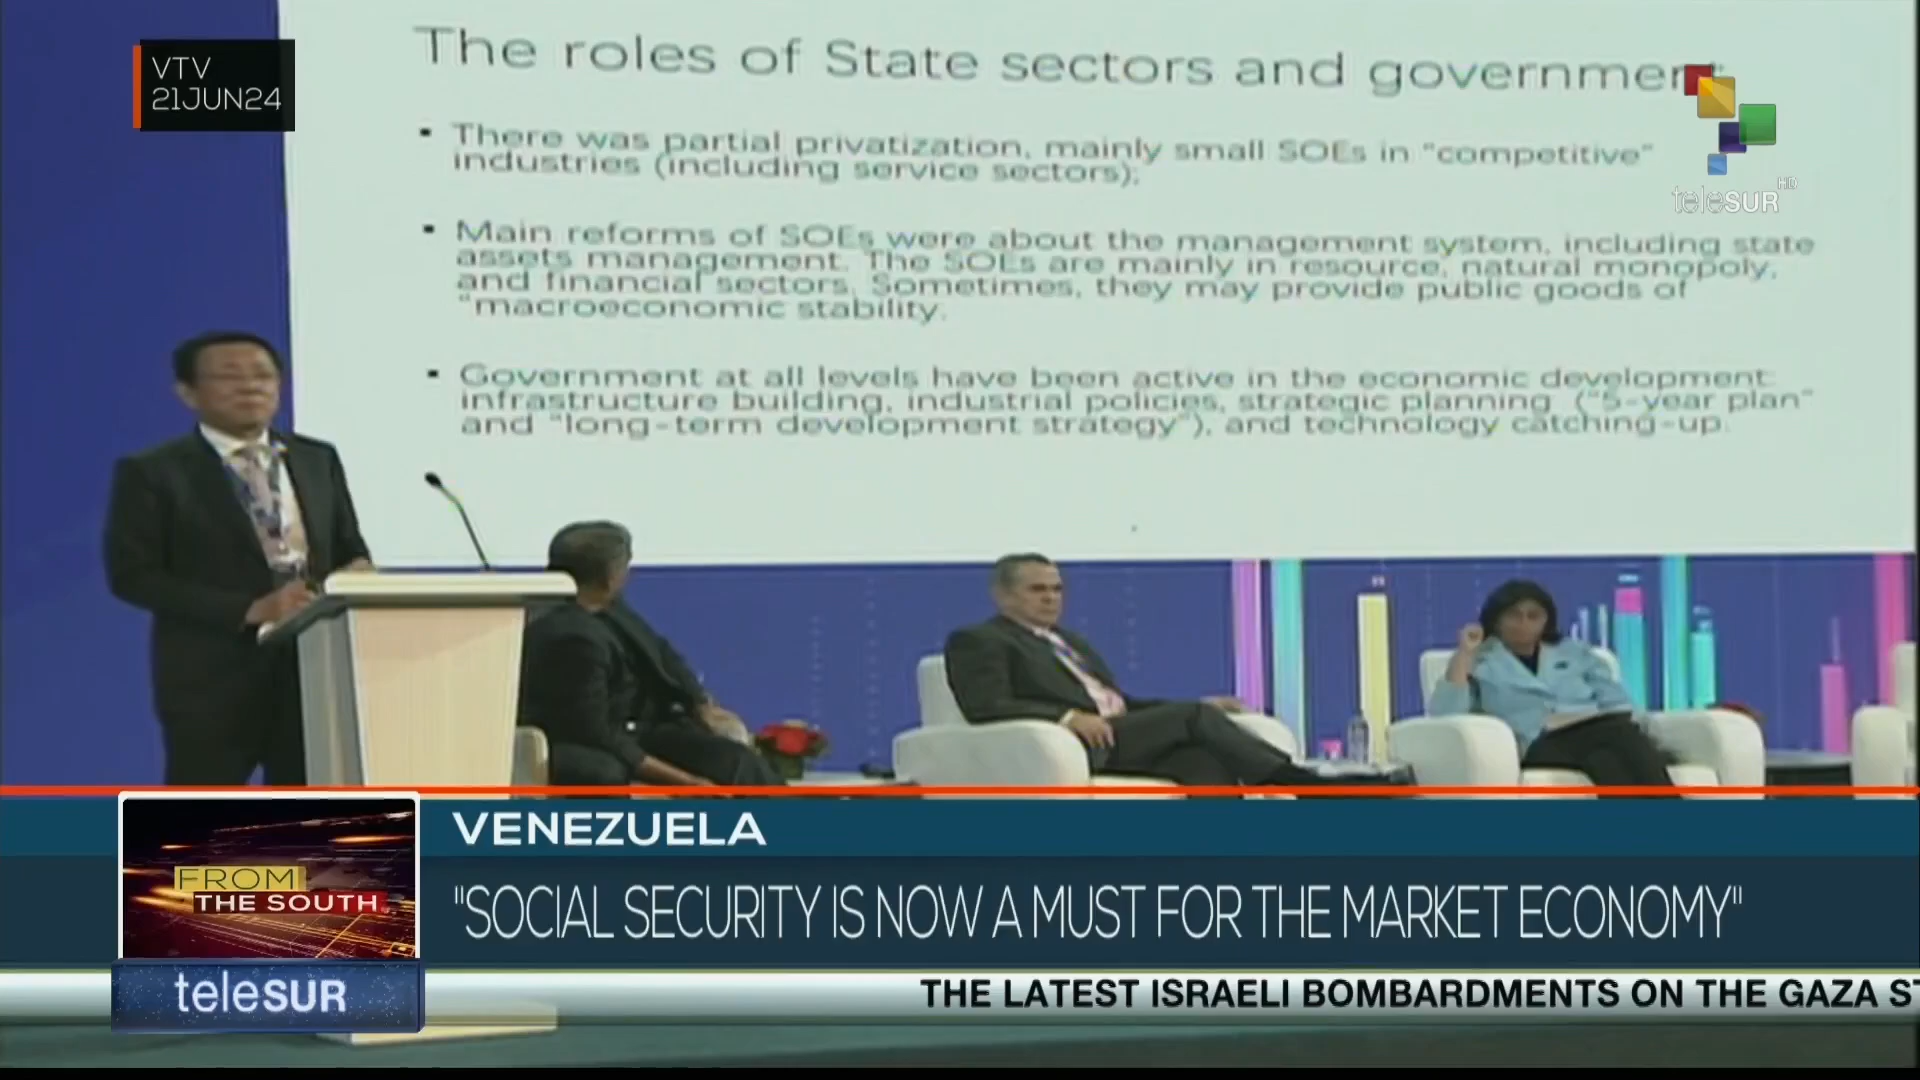 VTV
21JUN24
The roles of State sectors and government
▪ There was partial privatization, mainly small SOEs in “competitive”
industries (including service sectors);
▪ Main reforms of SOEs were about the management system, including state
assets management. The SOEs are mainly in resource, natural monopoly,
and financial sectors. Sometimes, they may provide public goods of
“macroeconomic stability.
▪ Government at all levels have been active in the economic development:
infrastructure building, industrial policies, strategic planning (“5-year plan”
and “long-term development strategy”), and technology catching-up.
teleSUR HD
VENEZUELA
"SOCIAL SECURITY IS NOW A MUST FOR THE MARKET ECONOMY"
FROM
THE SOUTH
teleSUR
THE LATEST ISRAELI BOMBARDMENTS ON THE GAZA ST